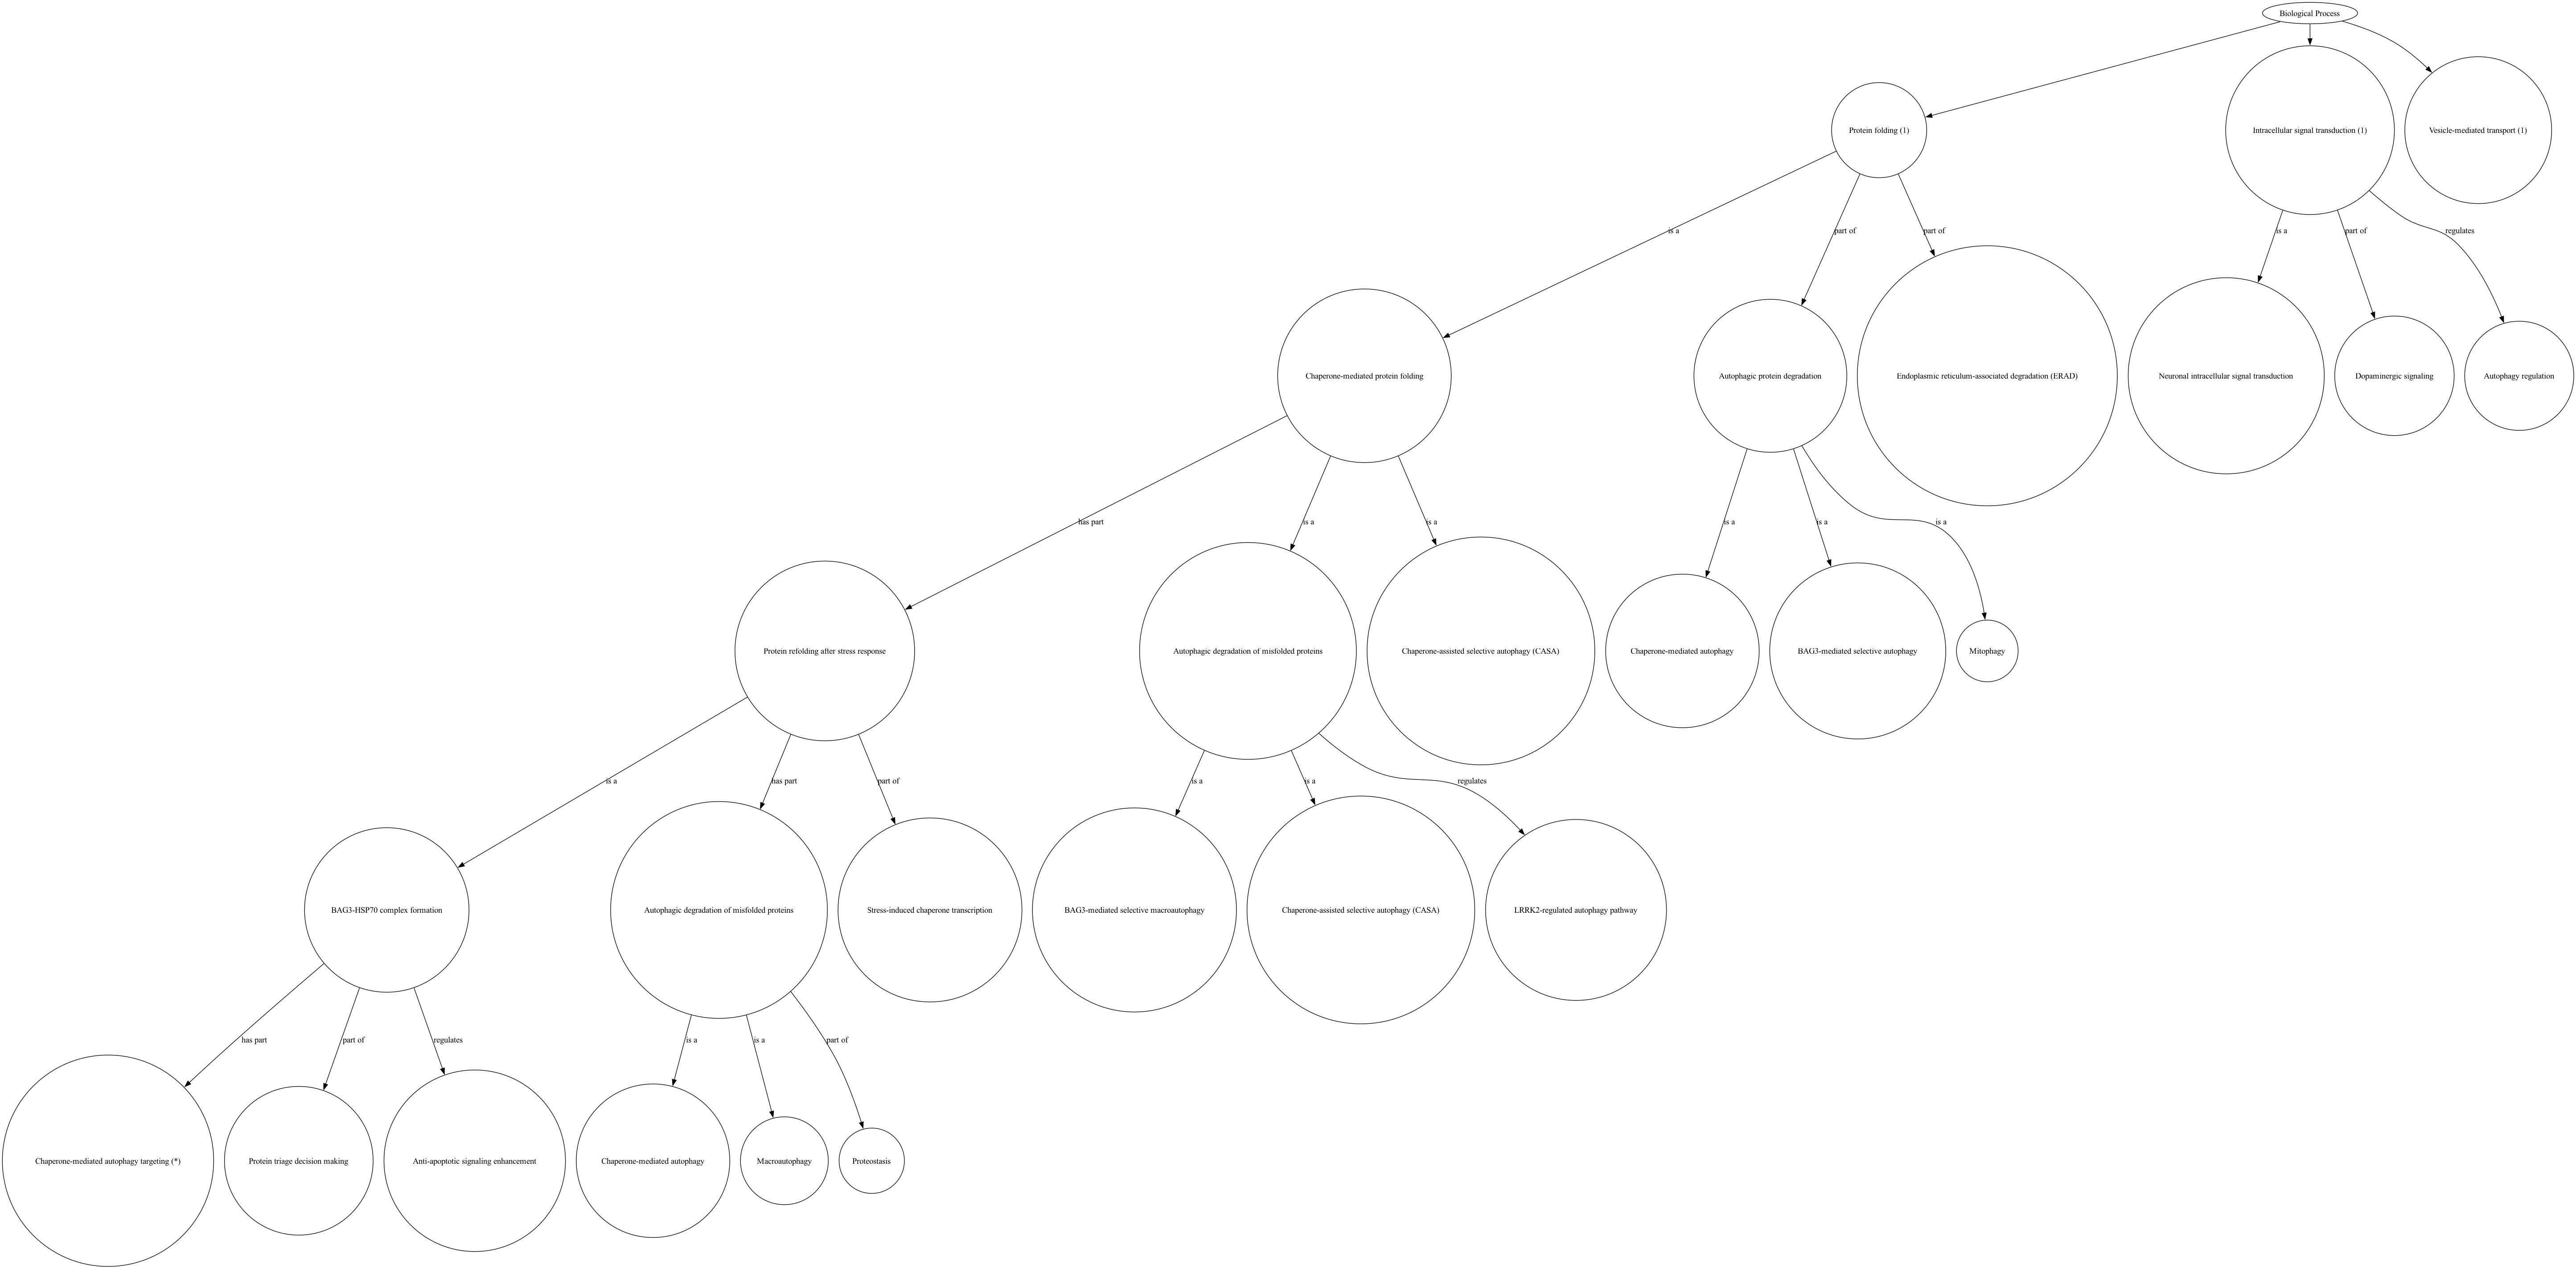 Biological Process
Protein folding (1)
Intracellular signal transduction (1)
Vesicle-mediated transport (1)
is a
part of
part of
is a
part of
regulates
Chaperone-mediated protein folding
Autophagic protein degradation
Endoplasmic reticulum-associated degradation (ERAD)
Neuronal intracellular signal transduction
Dopaminergic signaling
Autophagy regulation
has part
is a
is a
is a
is a
is a
Protein refolding after stress response
Autophagic degradation of misfolded proteins
Chaperone-assisted selective autophagy (CASA)
Chaperone-mediated autophagy
BAG3-mediated selective autophagy
Mitophagy
is a
has part
part of
is a
is a
regulates
BAG3-HSP70 complex formation
Autophagic degradation of misfolded proteins
Stress-induced chaperone transcription
BAG3-mediated selective macroautophagy
Chaperone-assisted selective autophagy (CASA)
LRRK2-regulated autophagy pathway
has part
part of
regulates
is a
is a
part of
Chaperone-mediated autophagy targeting (*)
Protein triage decision making
Anti-apoptotic signaling enhancement
Chaperone-mediated autophagy
Macroautophagy
Proteostasis